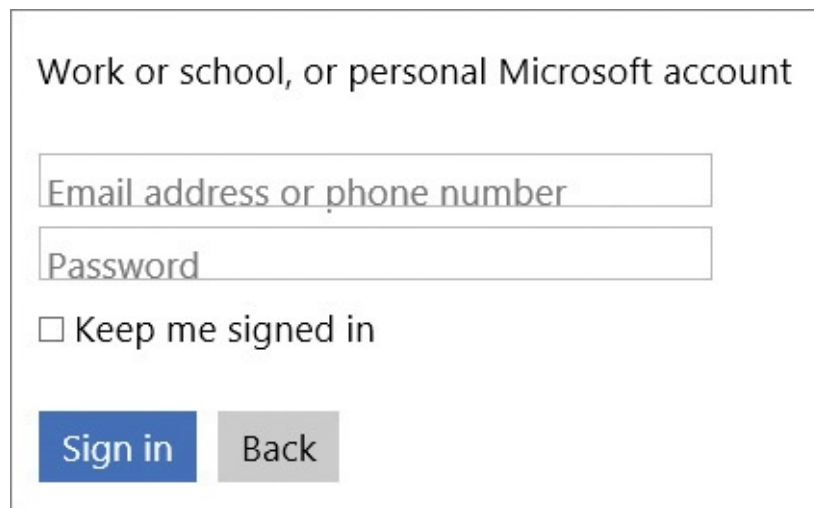 Work or school, or personal Microsoft account
Email address or phone number
Password
Keep me signed in
Sign in
Back